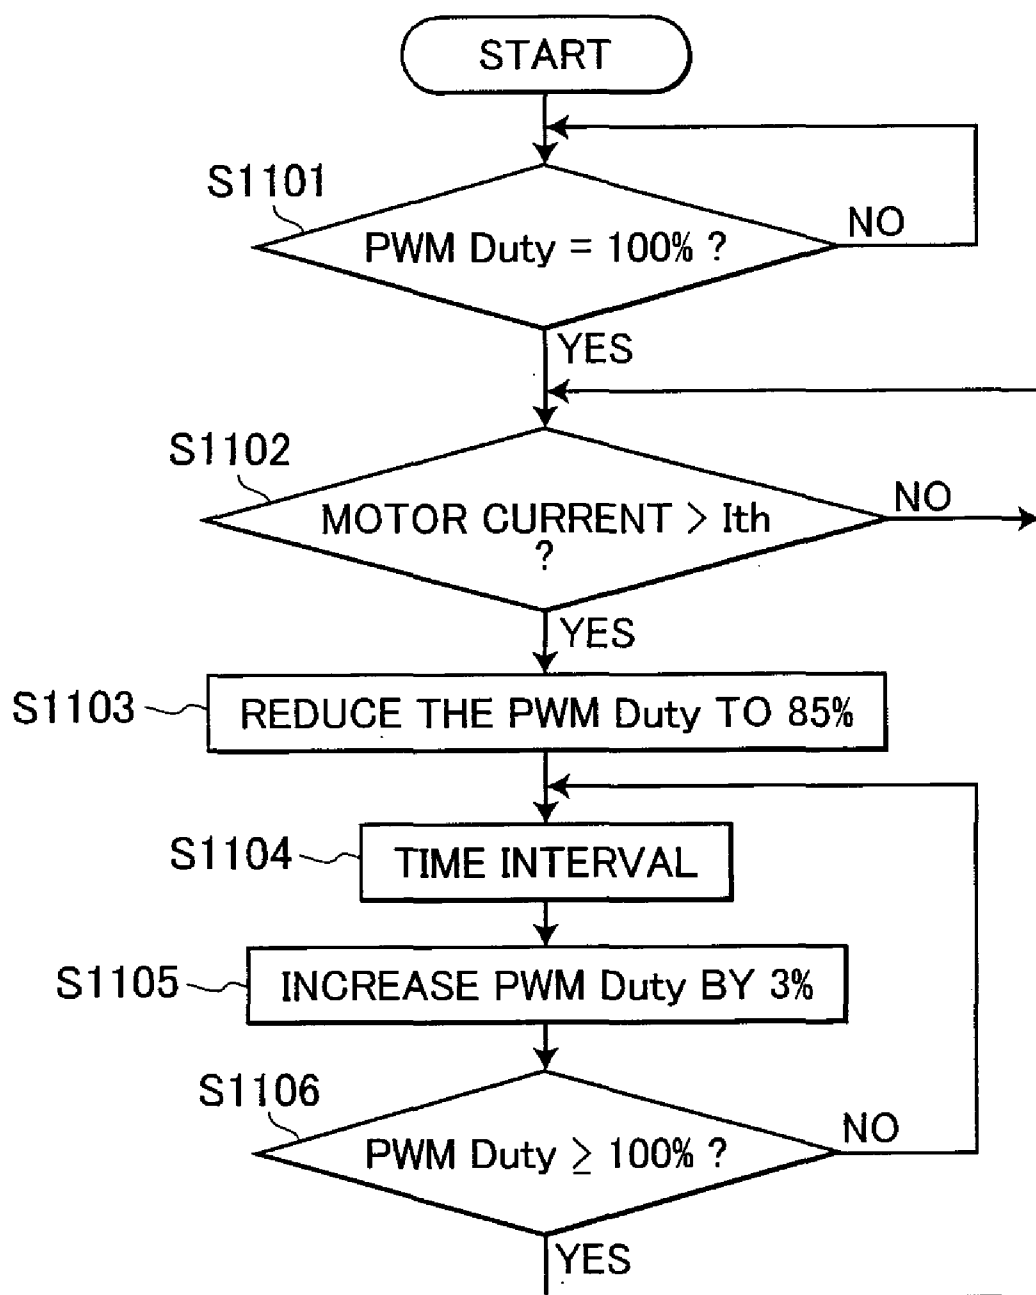 START
S1101
PWM Duty = 100% ?
NO
YES
S1102
MOTOR CURRENT > Ith
?
NO
YES
S1103
REDUCE THE PWM Duty TO 85%
S1104
TIME INTERVAL
S1105
INCREASE PWM Duty BY 3%
S1106
PWM Duty ≥ 100% ?
NO
YES